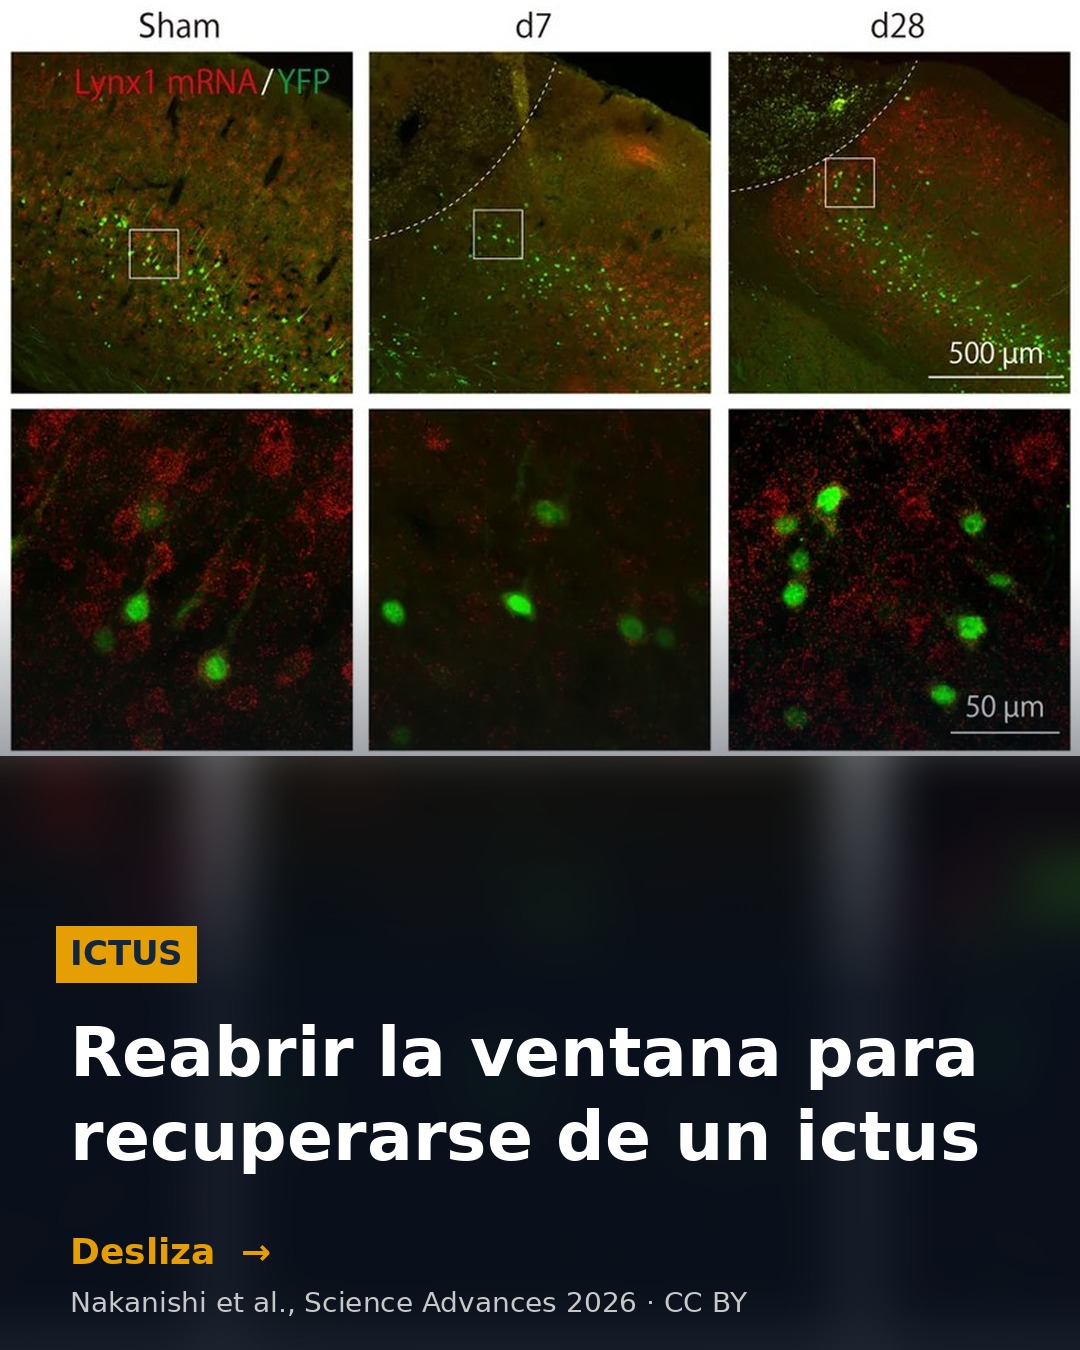 Sham
d7
d28
Lynx1 mRNA/YFP
500 µm
50 µm
ICTUS
Reabrir la ventana para
recuperarse de un ictus
Desliza →
Nakanishi et al., Science Advances 2026 · CC BY